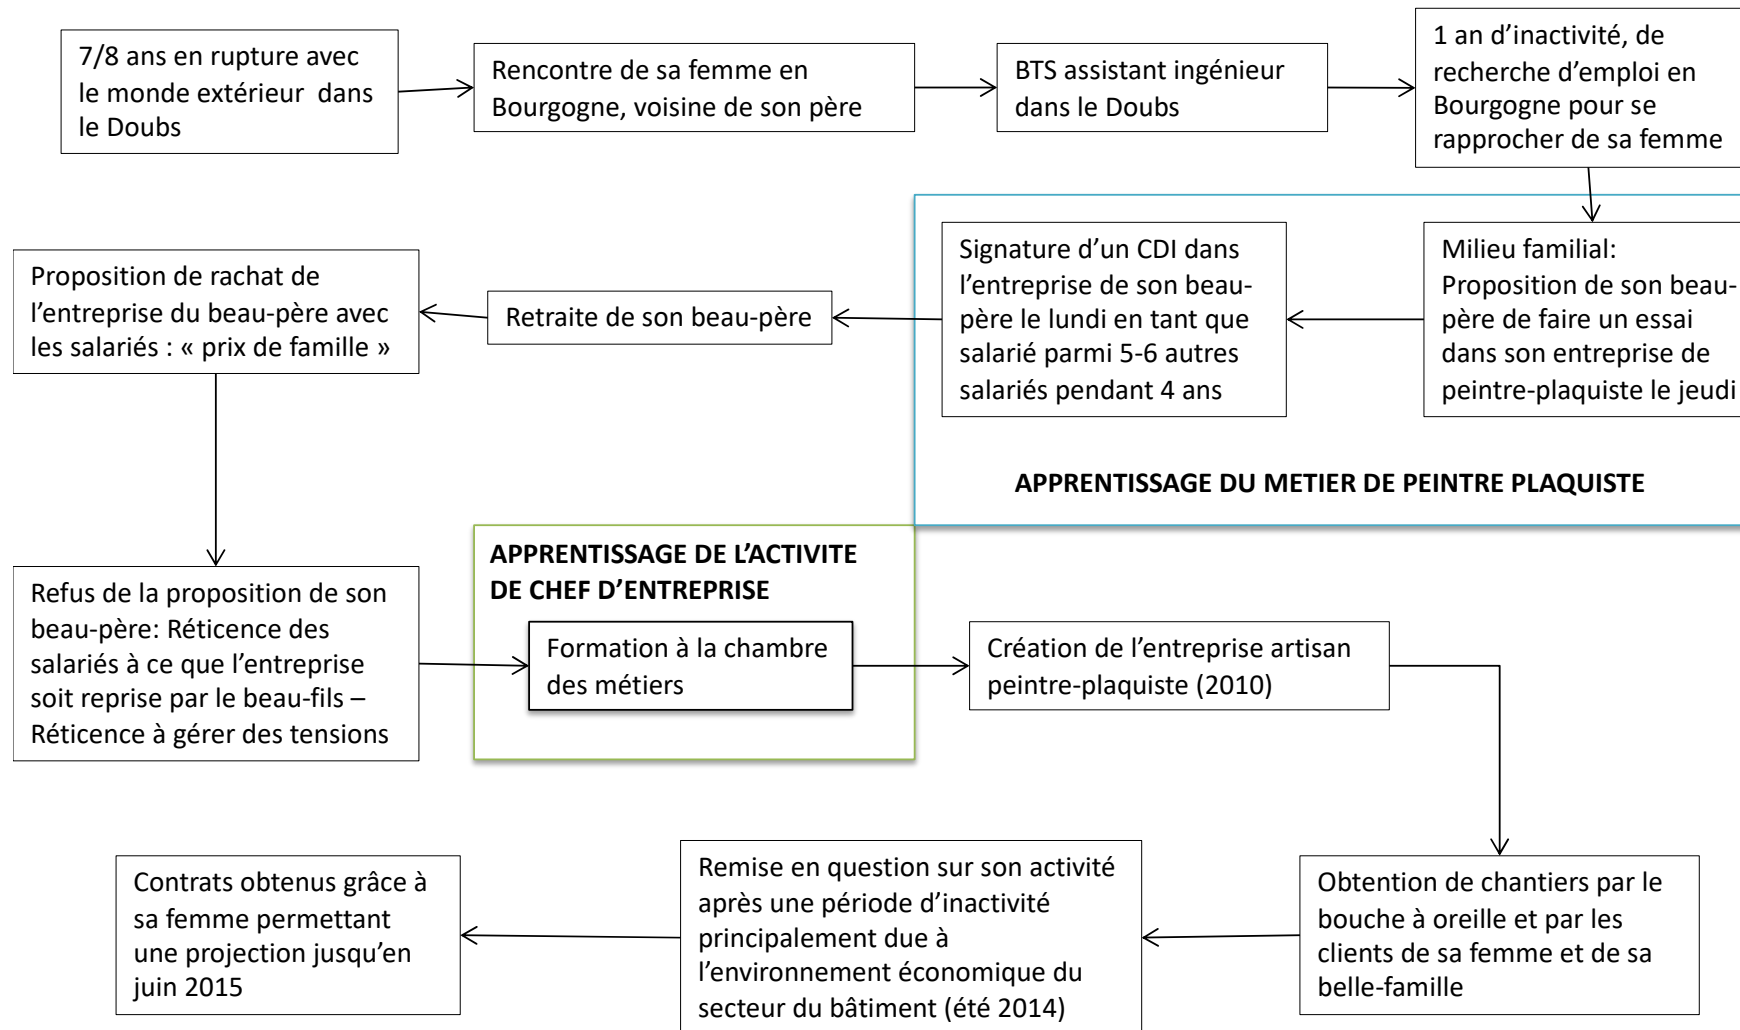 7/8 ans en rupture avec
le monde extérieur dans
le Doubs
Rencontre de sa femme en
Bourgogne, voisine de son père
BTS assistant ingénieur
dans le Doubs
1 an d’inactivité, de
recherche d’emploi en
Bourgogne pour se
rapprocher de sa femme
Milieu familial:
Proposition de son beau-
père de faire un essai
dans son entreprise de
peintre-plaquiste le jeudi
Signature d’un CDI dans
l’entreprise de son beau-
père le lundi en tant que
salarié parmi 5-6 autres
salariés pendant 4 ans
APPRENTISSAGE DU METIER DE PEINTRE PLAQUISTE
Retraite de son beau-père
Proposition de rachat de
l’entreprise du beau-père avec
les salariés : « prix de famille »
Refus de la proposition de son
beau-père: Réticence des
salariés à ce que l’entreprise
soit reprise par le beau-fils –
Réticence à gérer des tensions
APPRENTISSAGE DE L’ACTIVITE
DE CHEF D’ENTREPRISE
Formation à la chambre
des métiers
Création de l’entreprise artisan
peintre-plaquiste (2010)
Obtention de chantiers par le
bouche à oreille et par les
clients de sa femme et de sa
belle-famille
Remise en question sur son activité
après une période d’inactivité
principalement due à
l’environnement économique du
secteur du bâtiment (été 2014)
Contrats obtenus grâce à
sa femme permettant
une projection jusqu’en
juin 2015